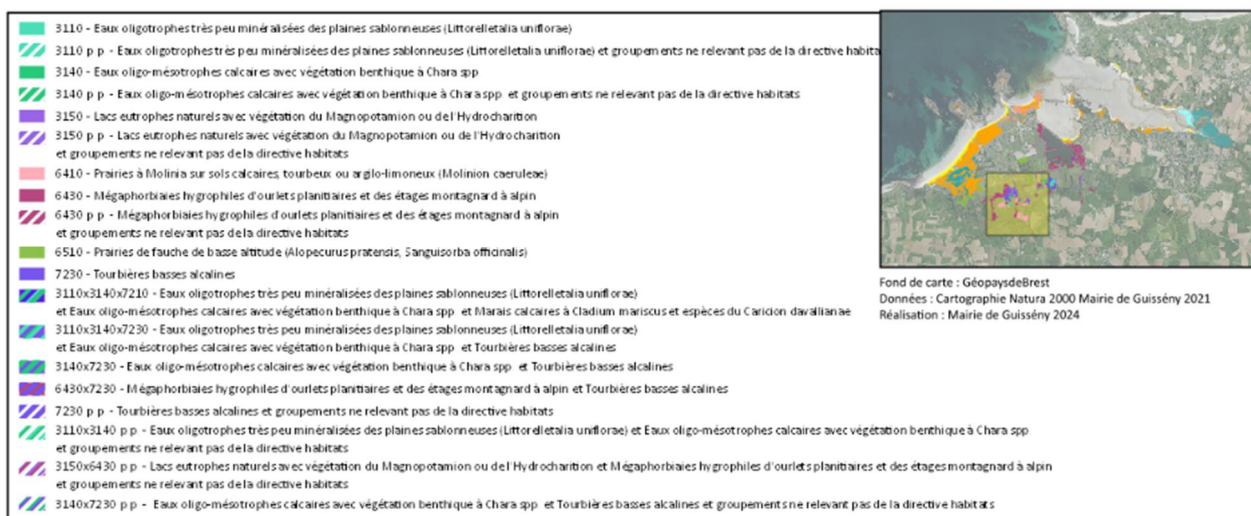 3110 - Eaux oligotrophes très peu minéralisées des plaines sablonneuses (Littorelletalia uniflorae)
3110 p p - Eaux oligotrophes très peu minéralisées des plaines sablonneuses (Littorelletalia uniflorae) et groupements ne relevant pas de la directive habita
3140 - Eaux oligo-mésotrophes calcaires avec végétation benthique à Chara spp
3140 p p - Eaux oligo-mésotrophes calcaires avec végétation benthique à Chara spp et groupements ne relevant pas de la directive habitats
3150 - Lacs eutrophes naturels avec végétation du Magnopotamion ou de l'Hydrocharition
3150 p p - Lacs eutrophes naturels avec végétation du Magnopotamion ou de l'Hydrocharition
et groupements ne relevant pas de la directive habitats
6410 - Prairies à Molinia sur sols calcaires, tourbeux ou argilo-limoneux (Molinion caeruleae)
6430 - Mégaphorbiaies hygrophiles d'ourlets planitiaires et des étages montagnard à alpin
6430 p p - Mégaphorbiaies hygrophiles d'ourlets planitiaires et des étages montagnard à alpin
et groupements ne relevant pas de la directive habitats
6510 - Prairies de fauche de basse altitude (Alopecurus pratensis, Sanguisorba officinalis)
7230 - Tourbières basses alcalines
3110x3140x7210 - Eaux oligotrophes très peu minéralisées des plaines sablonneuses (Littorelletalia uniflorae)
et Eaux oligo-mésotrophes calcaires avec végétation benthique à Chara spp et Marais calcaires à Cladium mariscus et espèces du Caricion davallianae
3110x3140x7230 - Eaux oligotrophes très peu minéralisées des plaines sablonneuses (Littorelletalia uniflorae)
et Eaux oligo-mésotrophes calcaires avec végétation benthique à Chara spp et Tourbières basses alcalines
3140x7230 - Eaux oligo-mésotrophes calcaires avec végétation benthique à Chara spp et Tourbières basses alcalines
6430x7230 - Mégaphorbiaies hygrophiles d'ourlets planitiaires et des étages montagnard à alpin et Tourbières basses alcalines
7230 p p - Tourbières basses alcalines et groupements ne relevant pas de la directive habitats
3110x3140 p p - Eaux oligotrophes très peu minéralisées des plaines sablonneuses (Littorelletalia uniflorae) et Eaux oligo-mésotrophes calcaires avec végétation benthique à Chara spp
et groupements ne relevant pas de la directive habitats
3150x6430 p p - Lacs eutrophes naturels avec végétation du Magnopotamion ou de l'Hydrocharition et Mégaphorbiaies hygrophiles d'ourlets planitiaires et des étages montagnard à alpin
et groupements ne relevant pas de la directive habitats
3140x7230 p p - Eaux oligo-mésotrophes calcaires avec végétation benthique à Chara spp et Tourbières basses alcalines et groupements ne relevant pas de la directive habitats
Fond de carte : GéopaysdeBrest
Données : Cartographie Natura 2000 Mairie de Guissény 2021
Réalisation : Mairie de Guissény 2024